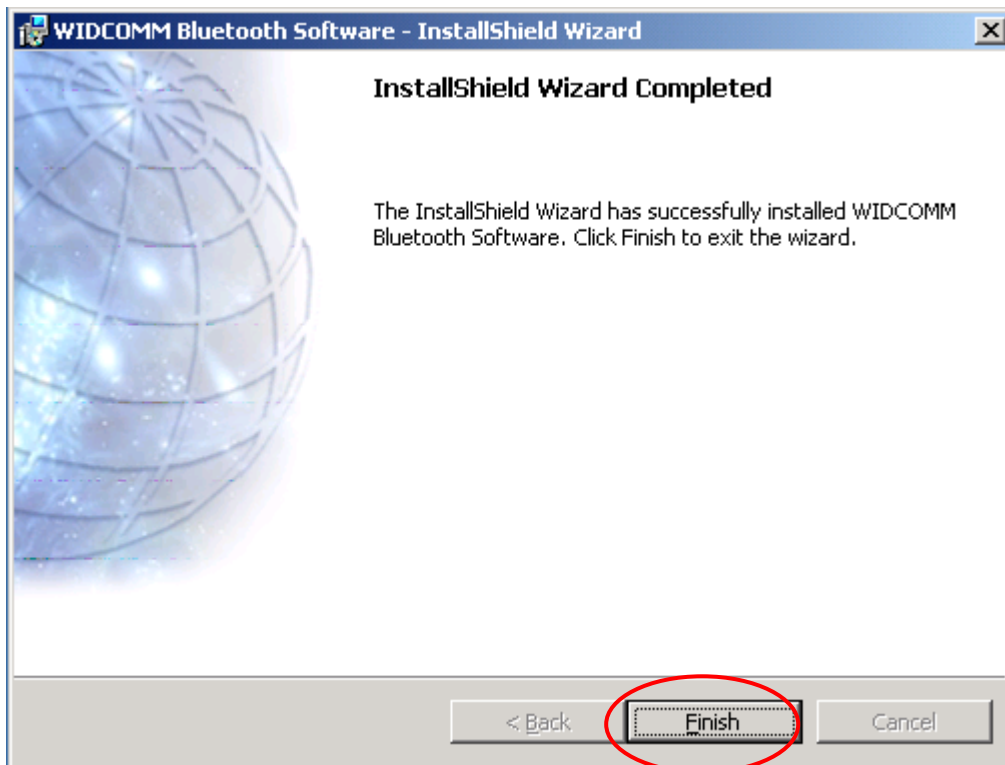 WIDCOMM Bluetooth Software - InstallShield Wizard
InstallShield Wizard Completed
The InstallShield Wizard has successfully installed WIDCOMM
Bluetooth Software. Click Finish to exit the wizard.
< Back Finish Cancel